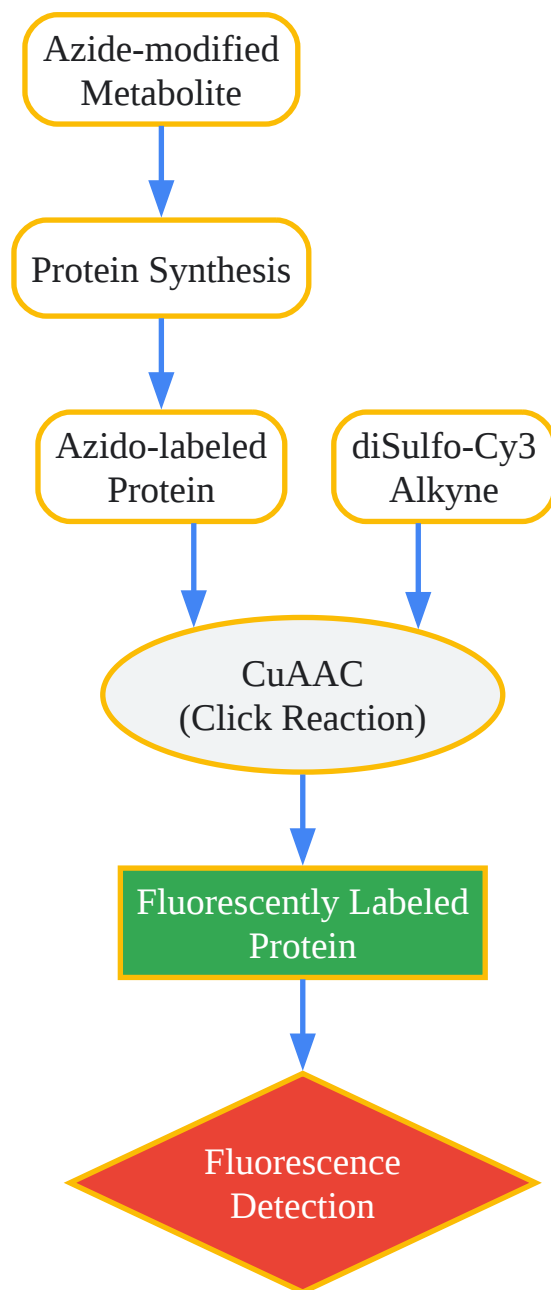 Azide-modified
Metabolite
Protein Synthesis
Azido-labeled
Protein
diSulfo-Cy3
Alkyne
CuAAC
(Click Reaction)
Fluorescently Labeled
Protein
Fluorescence
Detection